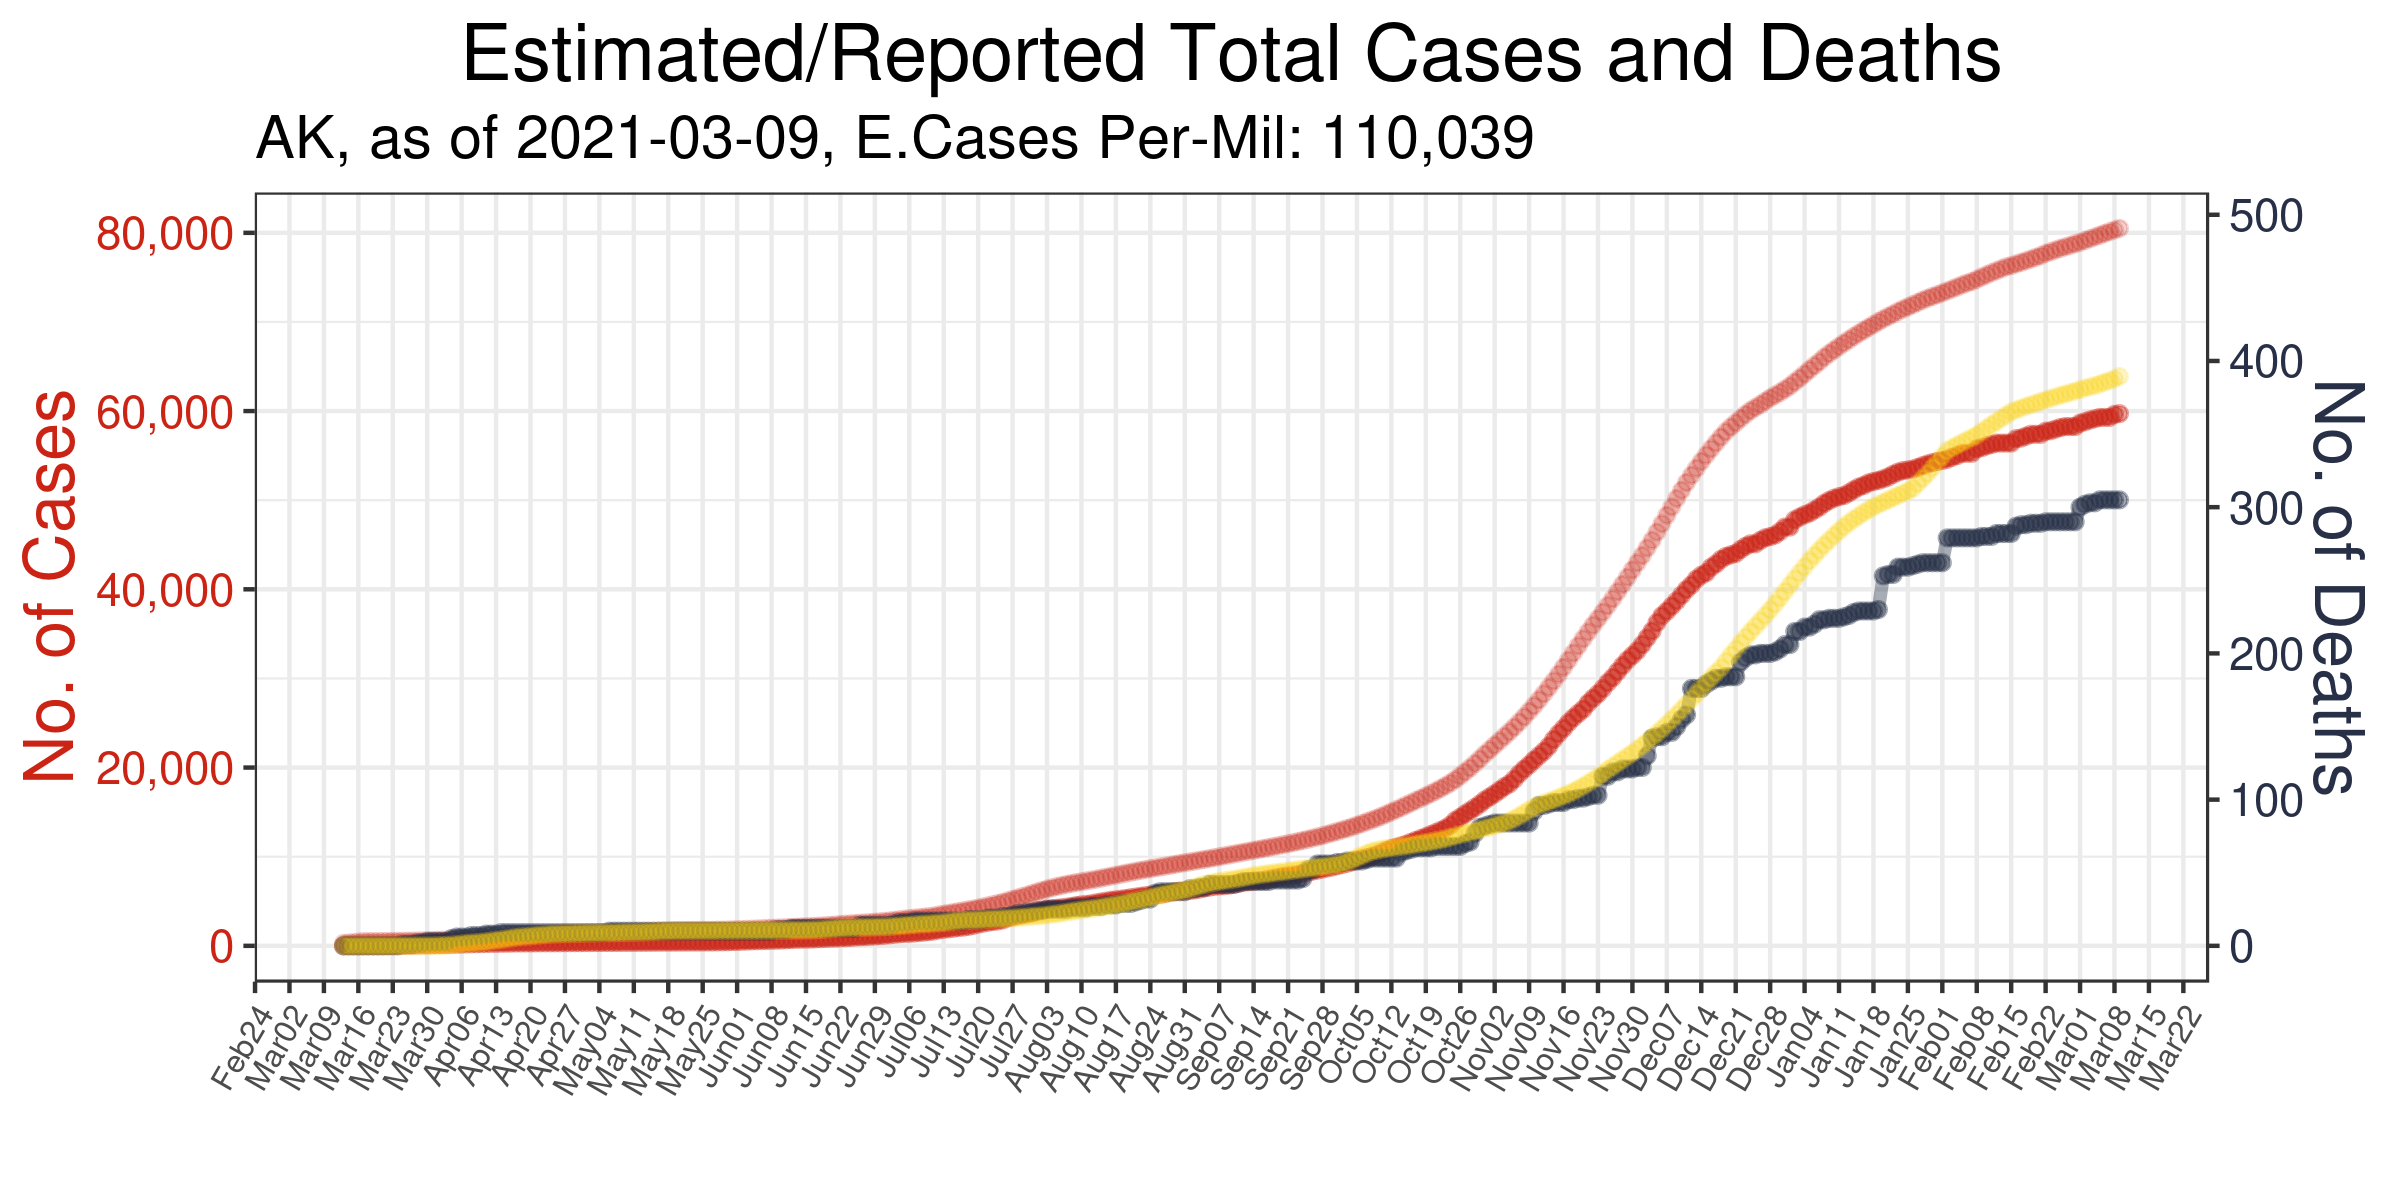 Estimated/Reported Total Cases and Deaths
AK, as of 2021-03-09, E.Cases Per-Mil: 110,039
No. of Cases
80,000
60,000
40,000
20,000
0
500
400
300
200
100
0
No. of Deaths
Feb24
Mar02
Mar09
Mar16
Mar23
Mar30
Apr06
Apr13
Apr20
Apr27
May04
May11
May18
May25
Jun01
Jun08
Jun15
Jun22
Jun29
Jul06
Jul13
Jul20
Jul27
Aug03
Aug10
Aug17
Aug24
Aug31
Sep07
Sep14
Sep21
Sep28
Oct05
Oct12
Oct19
Oct26
Nov02
Nov09
Nov16
Nov23
Nov30
Dec07
Dec14
Dec21
Dec28
Jan04
Jan11
Jan18
Jan25
Feb01
Feb08
Feb15
Feb22
Mar01
Mar08
Mar15
Mar22